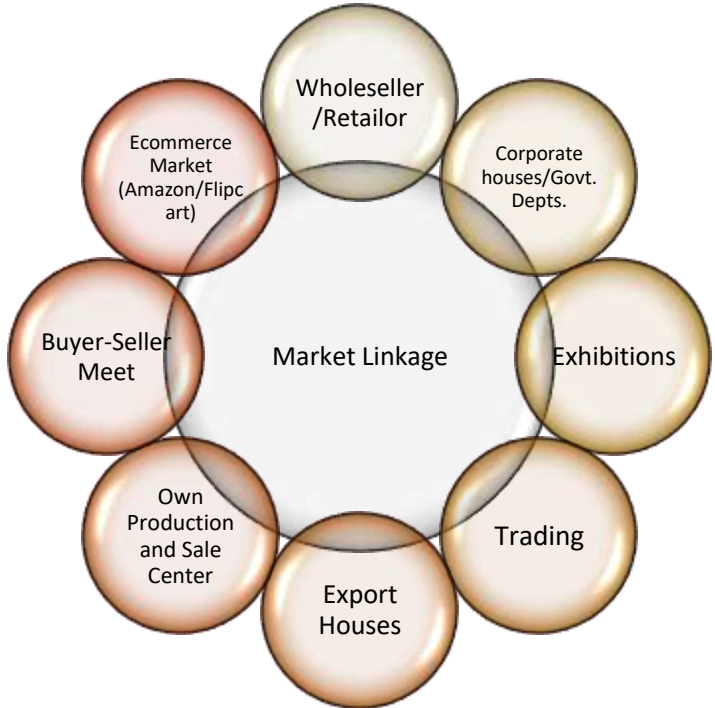 Wholeseller
/Retailor
Corporate
houses/Govt.
Depts.
Exhibitions
Trading
Export
Houses
Own
Production
and Sale
Center
Buyer-Seller
Meet
Ecommerce
Market
(Amazon/Flipc
art)
Market Linkage